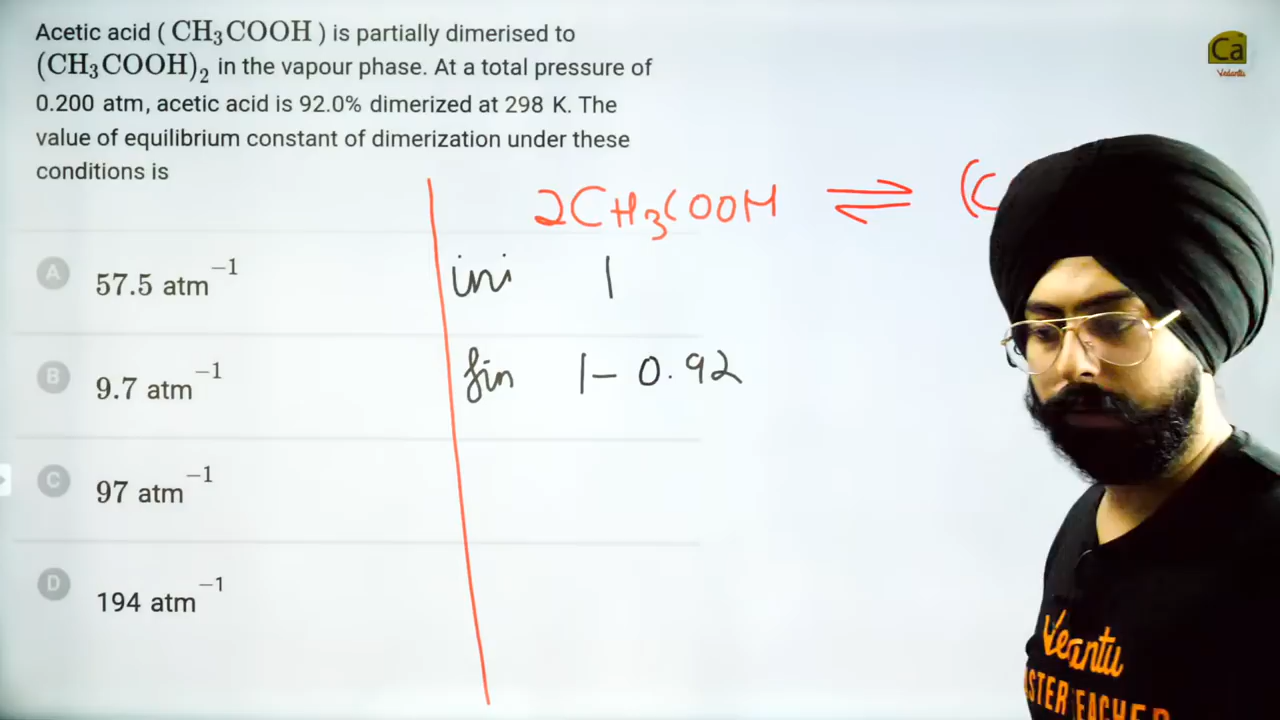 Acetic acid ( CH₃COOH ) is partially dimerised to
(CH₃COOH)₂ in the vapour phase. At a total pressure of
0.200 atm, acetic acid is 92.0% dimerized at 298 K. The
value of equilibrium constant of dimerization under these
conditions is
Ca
Vedantu
2CH₃COOH ⇌ (C
ini 1
fin 1 - 0.92
A 57.5 atm⁻¹
B 9.7 atm⁻¹
C 97 atm⁻¹
D 194 atm⁻¹
Vedantu